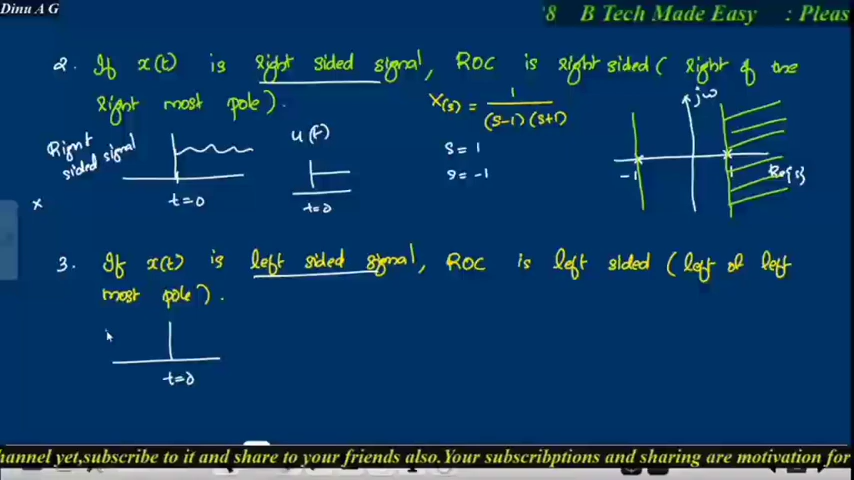 Dinu A G
'8 B Tech Made Easy : Pleas
2. If x(t) is right sided signal, ROC is right sided ( right of the
right most pole ).
X(s) = 1
(s-1) (s+1)
jω
Right
sided signal
u(t)
s = 1
s = -1
-1
1
Re{s}
x
t=0
t=0
3. If x(t) is left sided signal, ROC is left sided ( left of left
most pole ).
t=0
hannel yet,subscribe to it and share to your friends also.Your subscribptions and sharing are motivation for